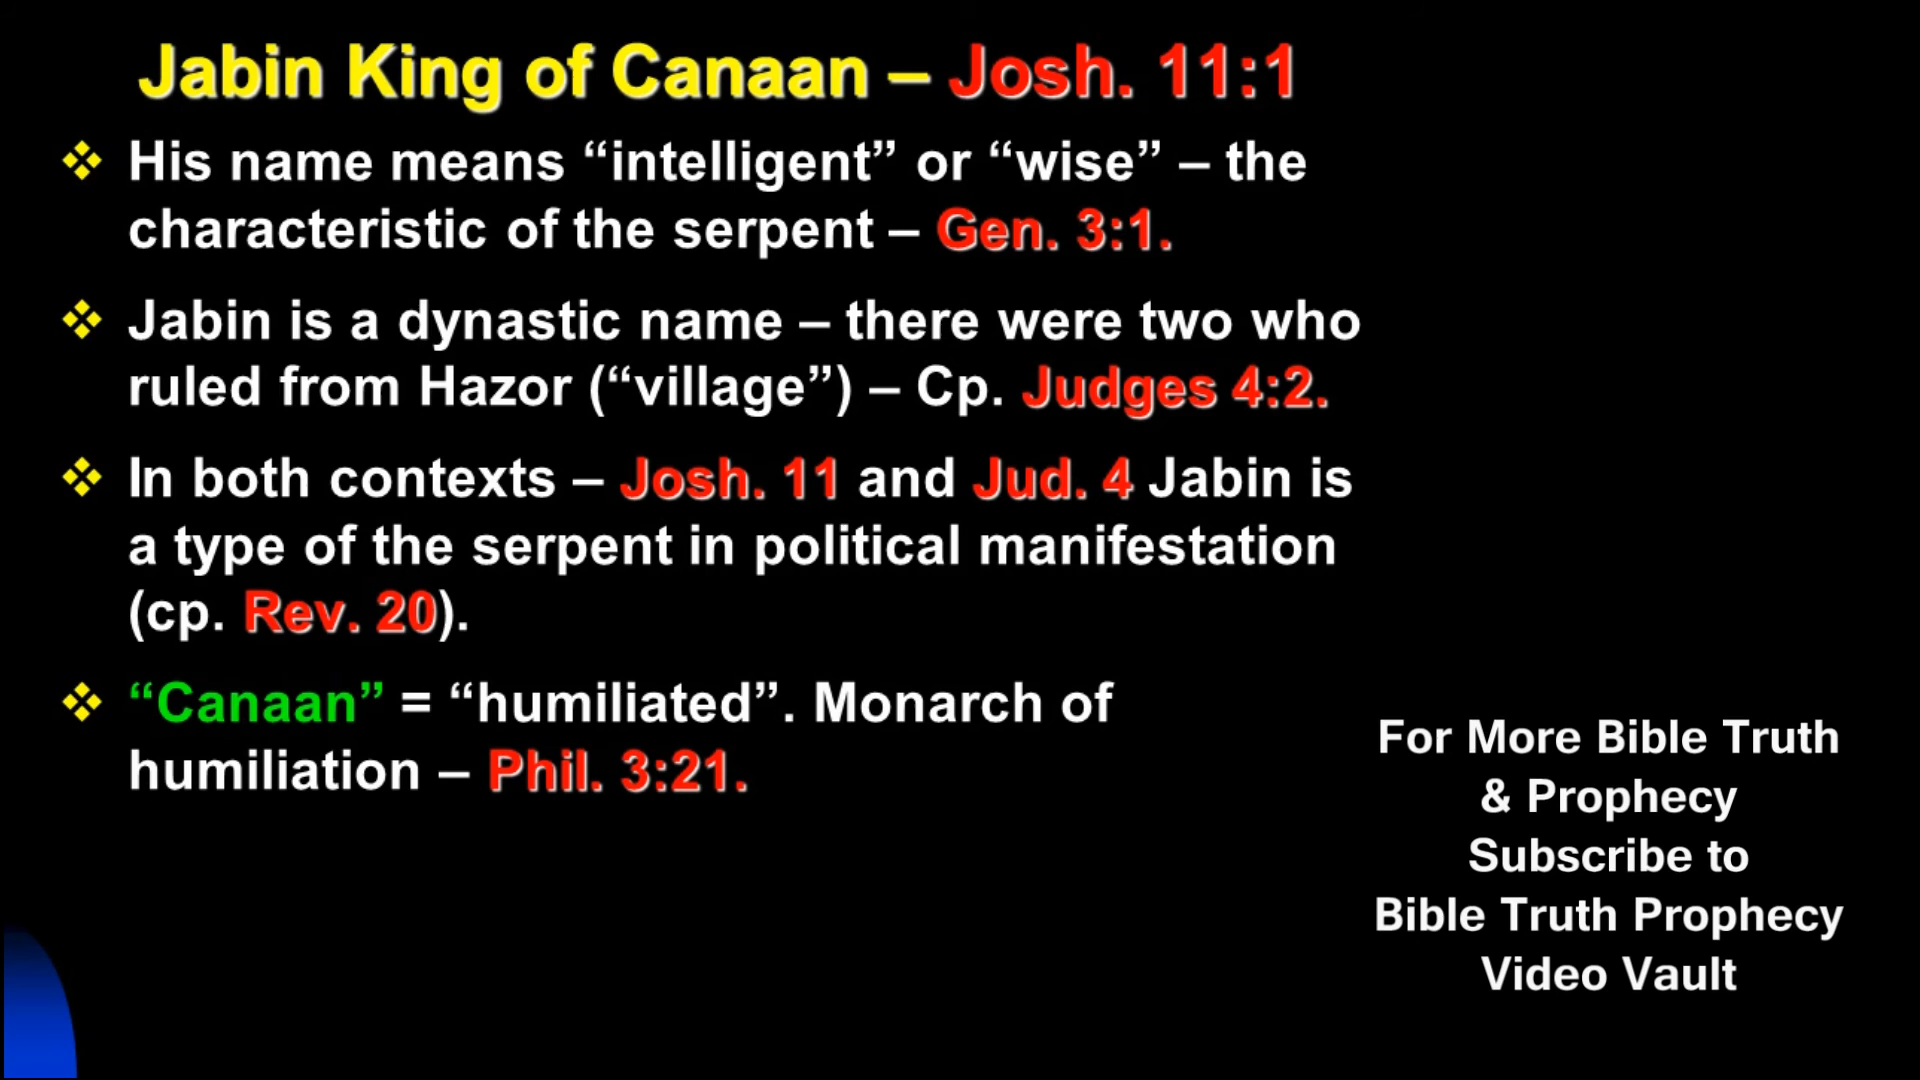 Jabin King of Canaan – Josh. 11:1
❖ His name means “intelligent” or “wise” – the
characteristic of the serpent – Gen. 3:1.
❖ Jabin is a dynastic name – there were two who
ruled from Hazor (“village”) – Cp. Judges 4:2.
❖ In both contexts – Josh. 11 and Jud. 4 Jabin is
a type of the serpent in political manifestation
(cp. Rev. 20).
❖ “Canaan” = “humiliated”. Monarch of
humiliation – Phil. 3:21.
For More Bible Truth
& Prophecy
Subscribe to
Bible Truth Prophecy
Video Vault